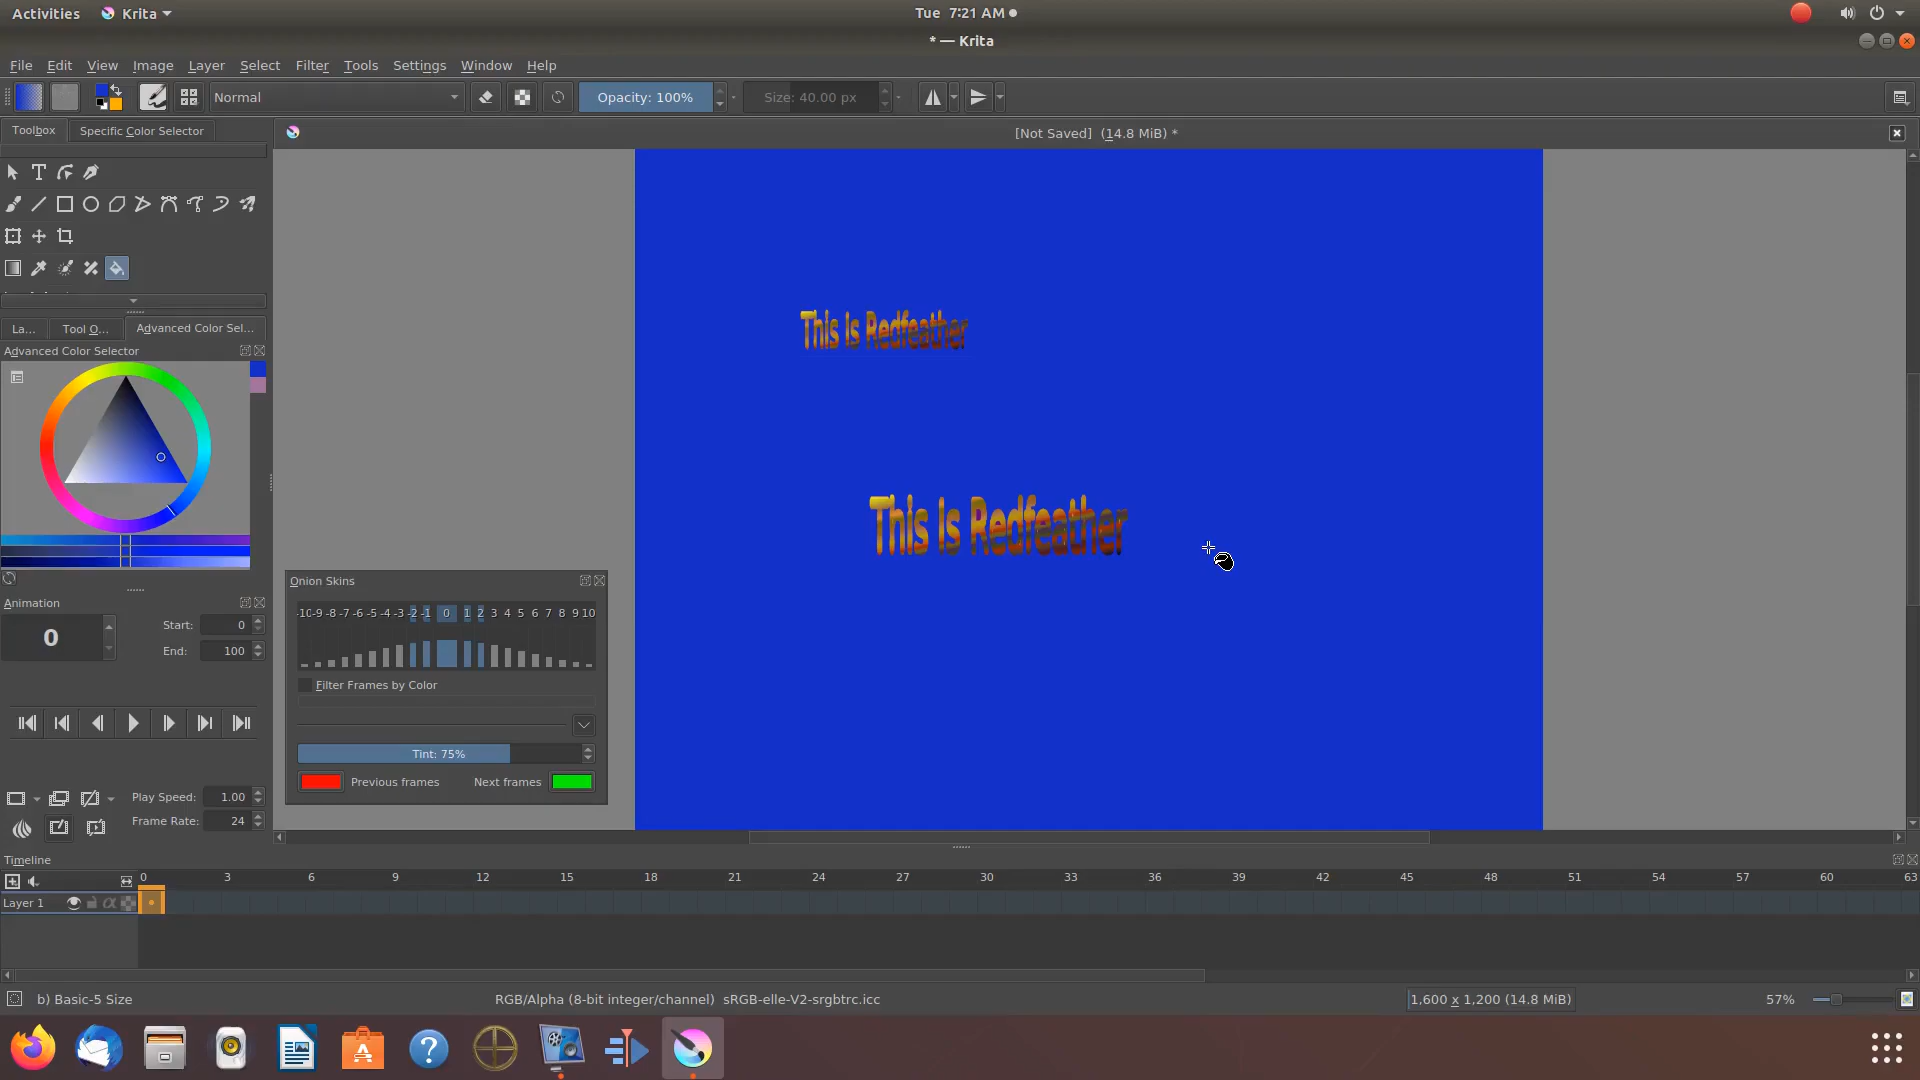 Activities Krita Tue 7:21 AM
* — Krita
File Edit View Image Layer Select Filter Tools Settings Window Help
Normal Opacity: 100% Size: 40.00 px
Toolbox Specific Color Selector [Not Saved] (14.8 MiB) *
La... Tool O... Advanced Color Sel...
Advanced Color Selector
This Is Redfeather
This Is Redfeather
Onion Skins
-10 -9 -8 -7 -6 -5 -4 -3 -2 -1 0 1 2 3 4 5 6 7 8 9 10
Filter Frames by Color
Tint: 75%
Previous frames Next frames
Animation
0 Start: 0
End: 100
Play Speed: 1.00
Frame Rate: 24
Timeline
0 3 6 9 12 15 18 21 24 27 30 33 36 39 42 45 48 51 54 57 60 63
Layer 1
b) Basic-5 Size RGB/Alpha (8-bit integer/channel) sRGB-elle-V2-srgbtrc.icc 1,600 x 1,200 (14.8 MiB) 57%